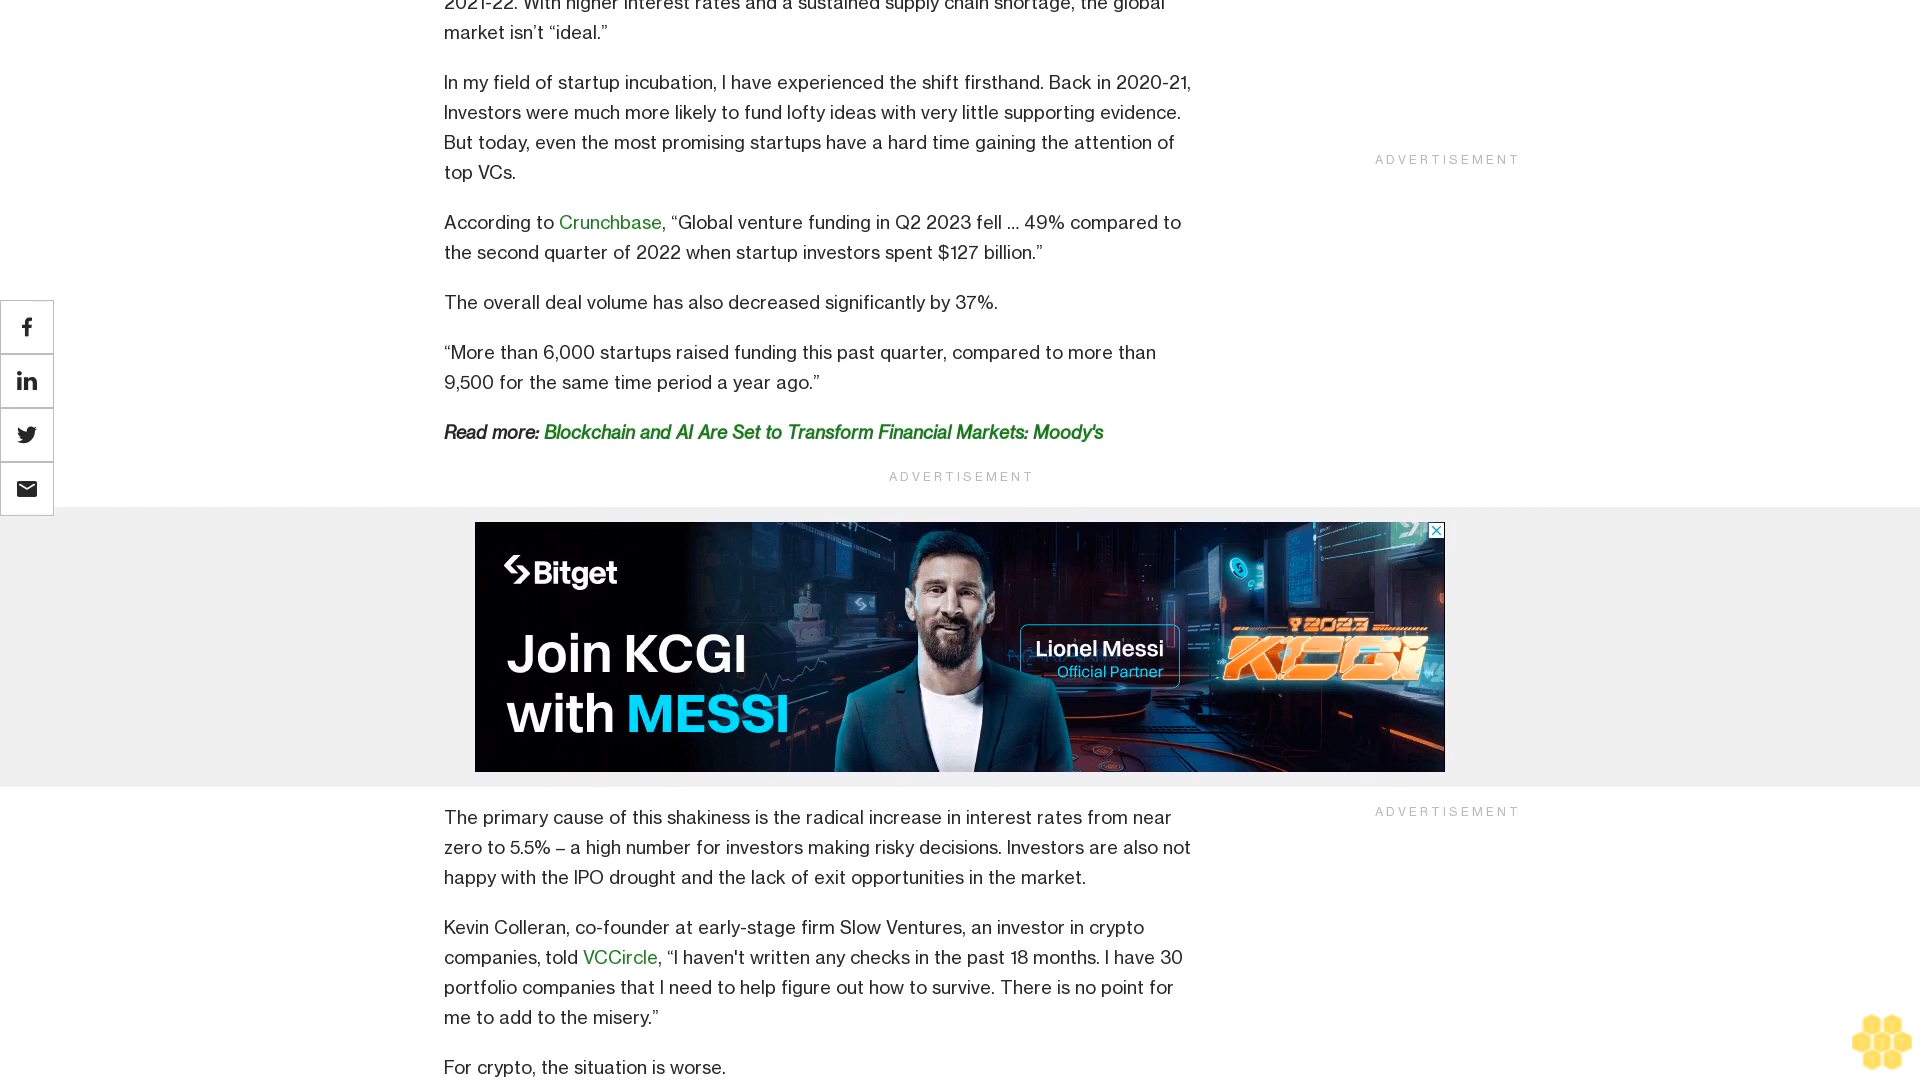 2021-22. With higher interest rates and a sustained supply chain shortage, the global
market isn’t “ideal.”
In my field of startup incubation, I have experienced the shift firsthand. Back in 2020-21,
Investors were much more likely to fund lofty ideas with very little supporting evidence.
But today, even the most promising startups have a hard time gaining the attention of
top VCs.
ADVERTISEMENT
According to Crunchbase, “Global venture funding in Q2 2023 fell … 49% compared to
the second quarter of 2022 when startup investors spent $127 billion.”
The overall deal volume has also decreased significantly by 37%.
“More than 6,000 startups raised funding this past quarter, compared to more than
9,500 for the same time period a year ago.”
Read more: Blockchain and AI Are Set to Transform Financial Markets: Moody's
ADVERTISEMENT
Bitget
Join KCGI
with MESSI
Lionel Messi
Official Partner
Y2023
KCGI
The primary cause of this shakiness is the radical increase in interest rates from near
zero to 5.5% – a high number for investors making risky decisions. Investors are also not
happy with the IPO drought and the lack of exit opportunities in the market.
ADVERTISEMENT
Kevin Colleran, co-founder at early-stage firm Slow Ventures, an investor in crypto
companies, told VCCircle, “I haven't written any checks in the past 18 months. I have 30
portfolio companies that I need to help figure out how to survive. There is no point for
me to add to the misery.”
For crypto, the situation is worse.